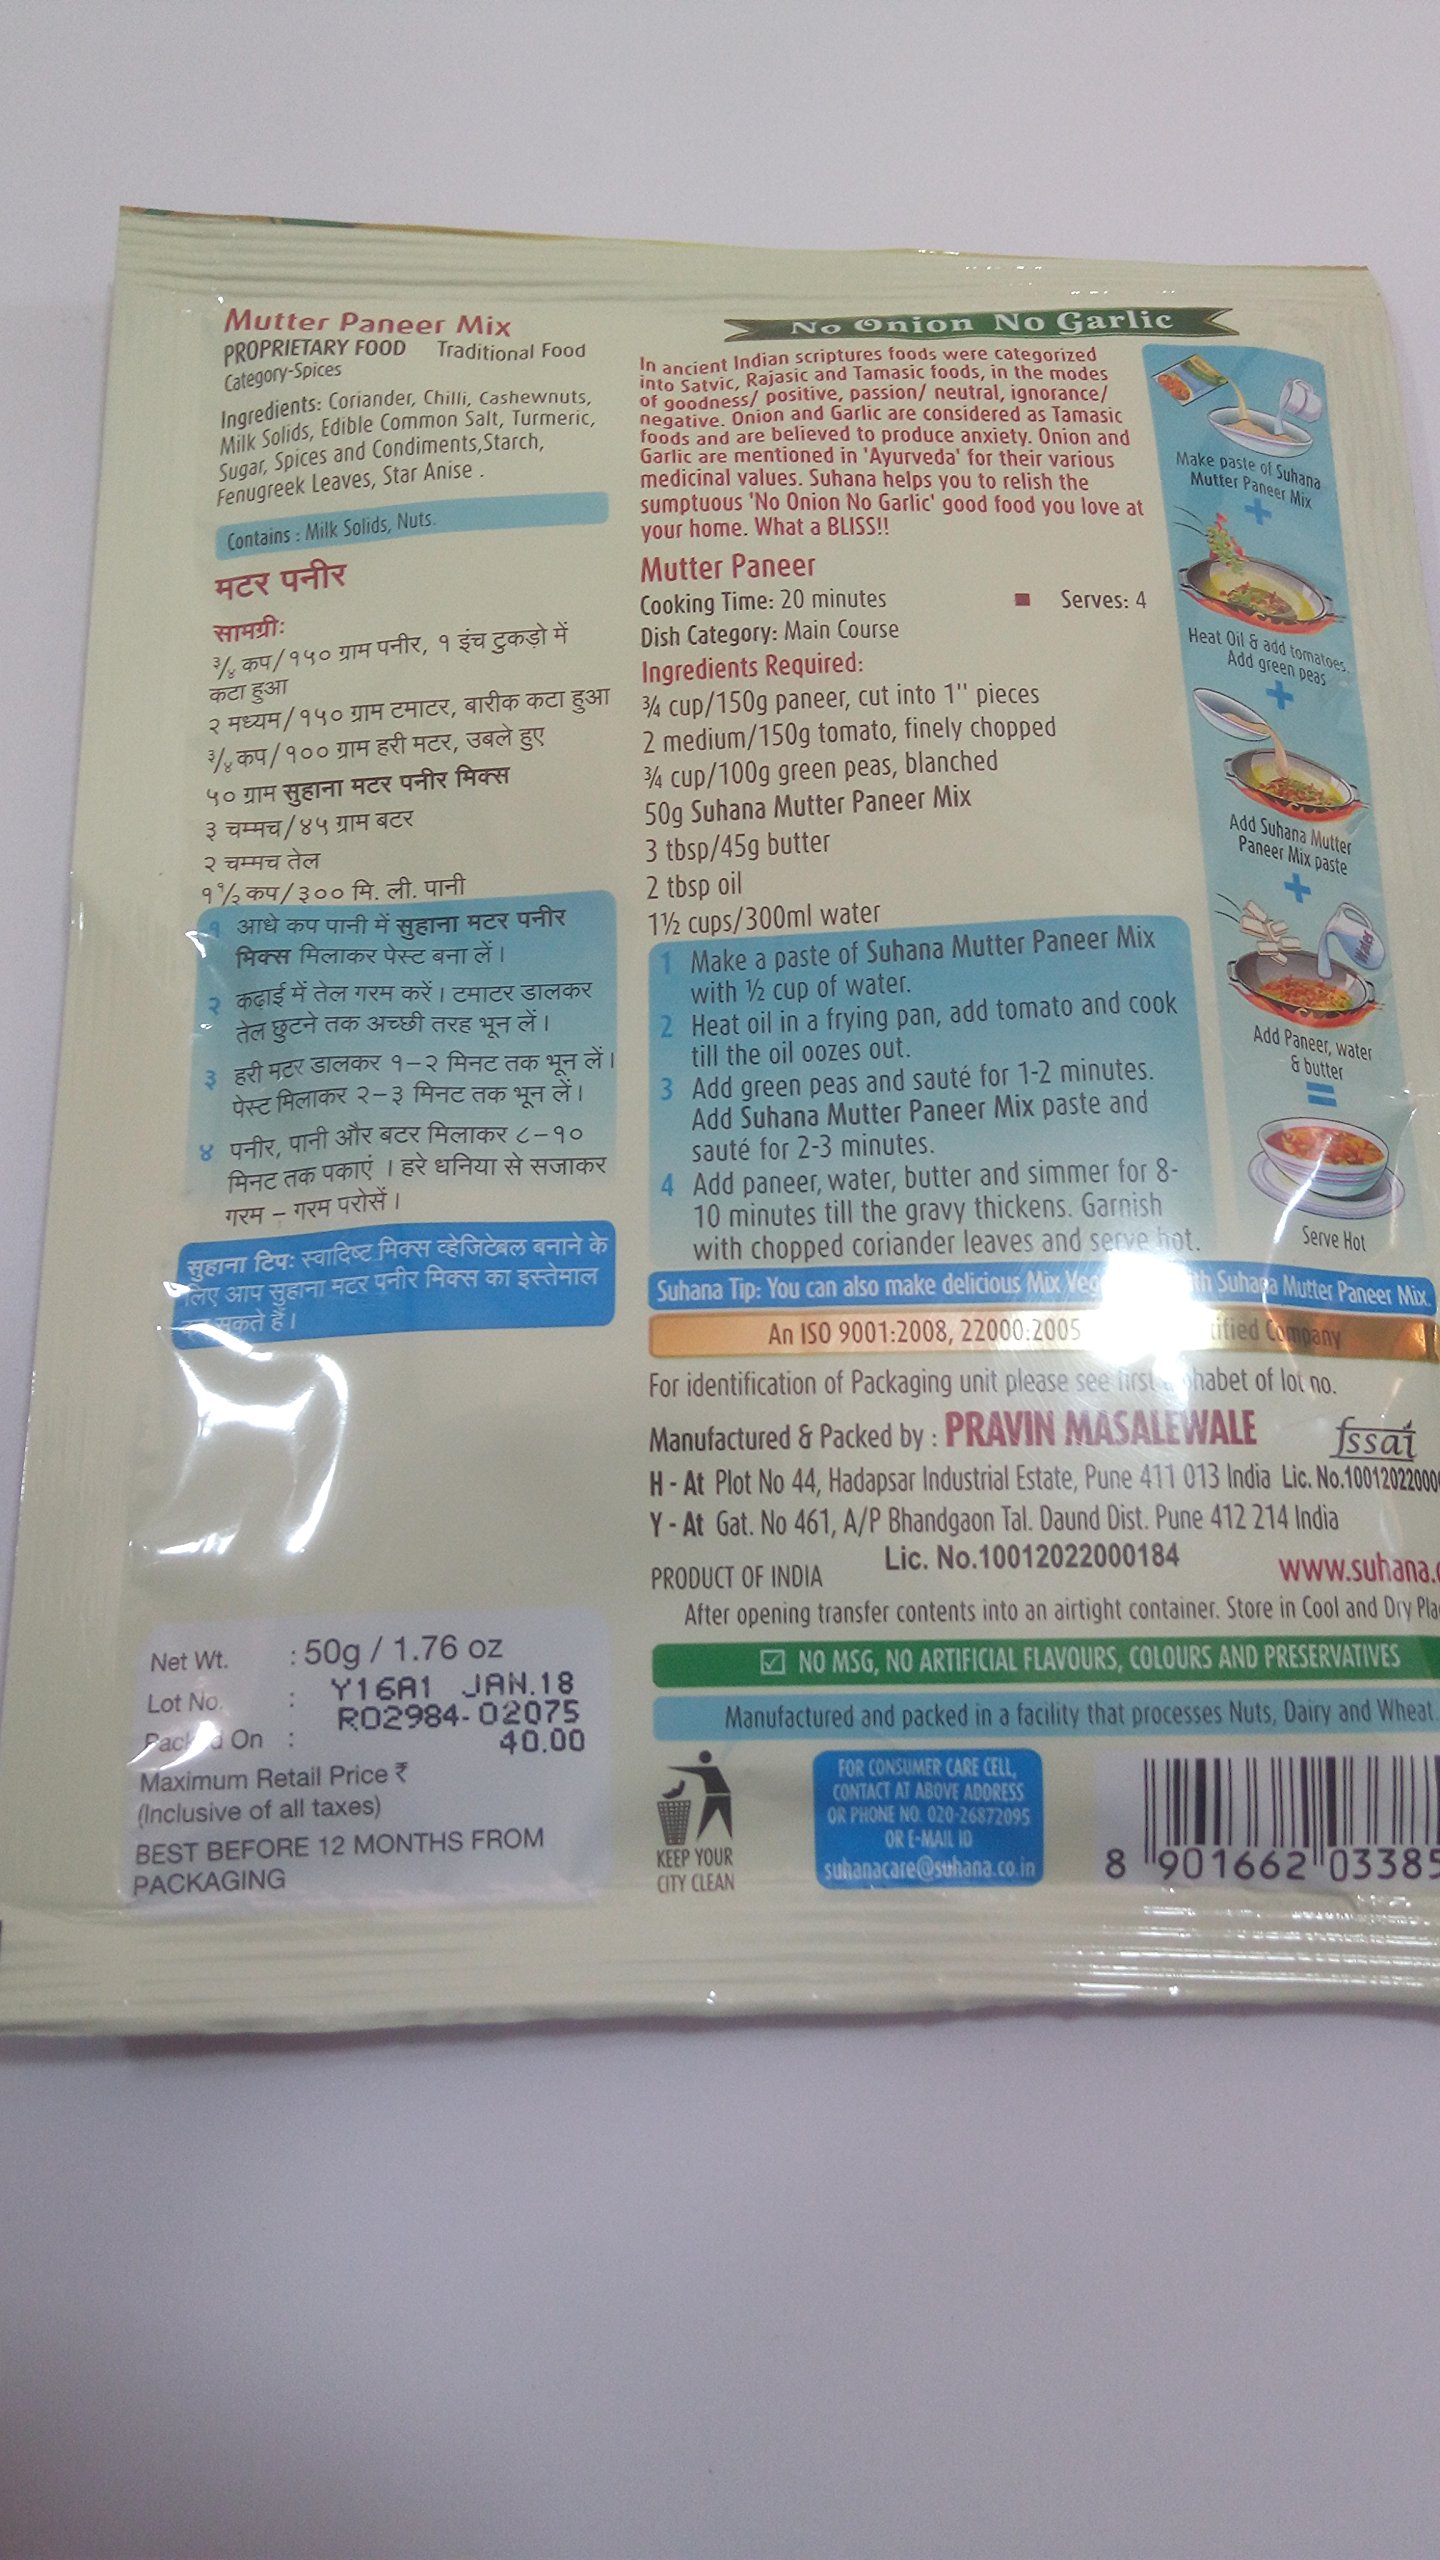 Mutter Paneer Mix
PROPRIETARY FOOD Traditional Food
Category-Spices
Ingredients: Coriander, Chilli, Cashewnuts,
Milk Solids, Edible Common Salt, Turmeric,
Sugar, Spices and Condiments,Starch,
Fenugreek Leaves, Star Anise .
Contains : Milk Solids, Nuts.
मटर पनीर
सामग्री:
³/₄ कप/१५० ग्राम पनीर, १ इंच टुकड़ो में
कटा हुआ
२ मध्यम/१५० ग्राम टमाटर, बारीक कटा हुआ
³/₄ कप/१०० ग्राम हरी मटर, उबले हुए
५० ग्राम सुहाना मटर पनीर मिक्स
३ चम्मच/४५ ग्राम बटर
२ चम्मच तेल
१ १/२ कप/३०० मि. ली. पानी
१ आधे कप पानी में सुहाना मटर पनीर
मिक्स मिलाकर पेस्ट बना लें।
२ कढ़ाई में तेल गरम करें। टमाटर डालकर
तेल छुटने तक अच्छी तरह भून लें।
३ हरी मटर डालकर १-२ मिनट तक भून लें।
पेस्ट मिलाकर २-३ मिनट तक भून लें।
४ पनीर, पानी और बटर मिलाकर ८-१०
मिनट तक पकाएं । हरे धनिया से सजाकर
गरम – गरम परोसें।
सुहाना टिप: स्वादिष्ट मिक्स व्हेजिटेबल बनाने के
लिए आप सुहाना मटर पनीर मिक्स का इस्तेमाल
सकते हैं।
Net Wt. : 50g / 1.76 oz
Lot No. : Y16A1 JAN.18
Packed On : R02984-02075
40.00
Maximum Retail Price ₹
(Inclusive of all taxes)
BEST BEFORE 12 MONTHS FROM
PACKAGING
No Onion No Garlic
In ancient Indian scriptures foods were categorized
into Satvic, Rajasic and Tamasic foods, in the modes
of goodness/ positive, passion/ neutral, ignorance/
negative. Onion and Garlic are considered as Tamasic
foods and are believed to produce anxiety. Onion and
Garlic are mentioned in 'Ayurveda' for their various
medicinal values. Suhana helps you to relish the
sumptuous 'No Onion No Garlic' good food you love at
your home. What a BLISS!!
Mutter Paneer
Cooking Time: 20 minutes Serves: 4
Dish Category: Main Course
Ingredients Required:
¾ cup/150g paneer, cut into 1'' pieces
2 medium/150g tomato, finely chopped
¾ cup/100g green peas, blanched
50g Suhana Mutter Paneer Mix
3 tbsp/45g butter
2 tbsp oil
1½ cups/300ml water
1 Make a paste of Suhana Mutter Paneer Mix
with ½ cup of water.
2 Heat oil in a frying pan, add tomato and cook
till the oil oozes out.
3 Add green peas and sauté for 1-2 minutes.
Add Suhana Mutter Paneer Mix paste and
sauté for 2-3 minutes.
4 Add paneer, water, butter and simmer for 8-
10 minutes till the gravy thickens. Garnish
with chopped coriander leaves and serve hot.
Suhana Tip: You can also make delicious Mix Suhana Mutter Paneer Mix.
An ISO 9001:2008, 22000:2005 Company
For identification of Packaging unit please see first alphabet of lot no.
Manufactured & Packed by : PRAVIN MASALEWALE fssai
H - At Plot No 44, Hadapsar Industrial Estate, Pune 411 013 India Lic. No.10012022000
Y - At Gat. No 461, A/P Bhandgaon Tal. Daund Dist. Pune 412 214 India
Lic. No.10012022000184
PRODUCT OF INDIA www.suhana.
After opening transfer contents into an airtight container. Store in Cool and Dry
NO MSG, NO ARTIFICIAL FLAVOURS, COLOURS AND PRESERVATIVES
Manufactured and packed in a facility that processes Nuts, Dairy and Wheat.
KEEP YOUR
CITY CLEAN
FOR CONSUMER CARE CELL,
CONTACT AT ABOVE ADDRESS
OR PHONE NO. 020-26872095
OR E-MAIL ID
suhanacare@suhana.co.in
8 901662 03385
Make paste of Suhana
Mutter Paneer Mix
+
Heat Oil & add tomatoes.
Add green peas
+
Add Suhana Mutter
Paneer Mix paste
+
Water
Add Paneer, water
& butter
=
Serve Hot